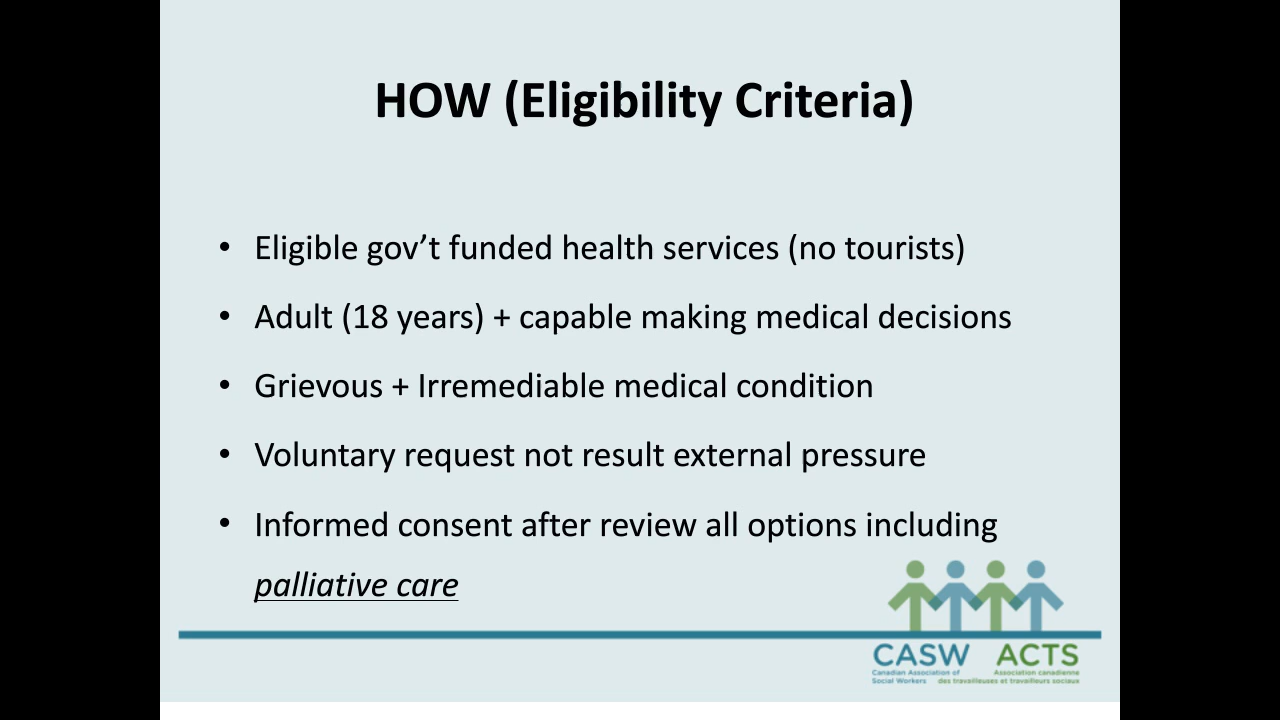 HOW (Eligibility Criteria)
• Eligible gov’t funded health services (no tourists)
• Adult (18 years) + capable making medical decisions
• Grievous + Irremediable medical condition
• Voluntary request not result external pressure
• Informed consent after review all options including
palliative care
CASW ACTS
Canadian Association of Association canadienne
Social Workers des travailleuses et travailleurs sociaux